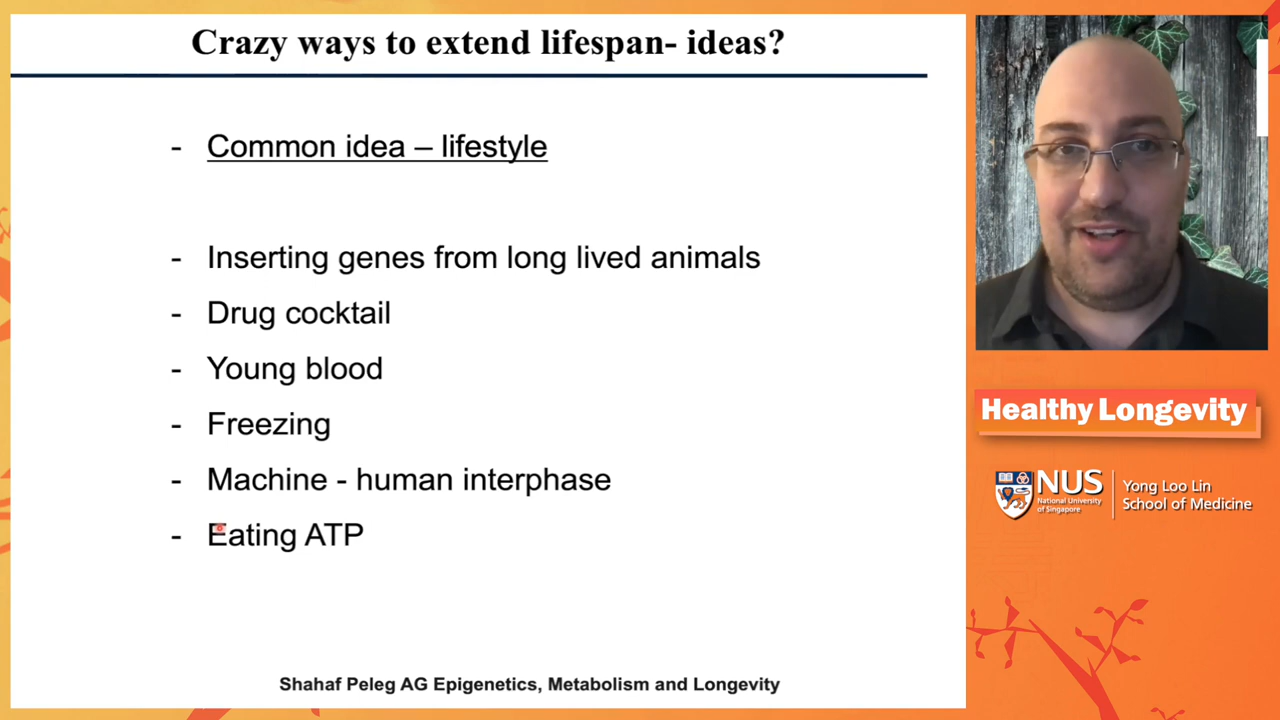 Crazy ways to extend lifespan- ideas?
- Common idea – lifestyle
- Inserting genes from long lived animals
- Drug cocktail
- Young blood
- Freezing
- Machine - human interphase
- Eating ATP
Shahaf Peleg AG Epigenetics, Metabolism and Longevity
Healthy Longevity
NUS
National University
of Singapore
Yong Loo Lin
School of Medicine